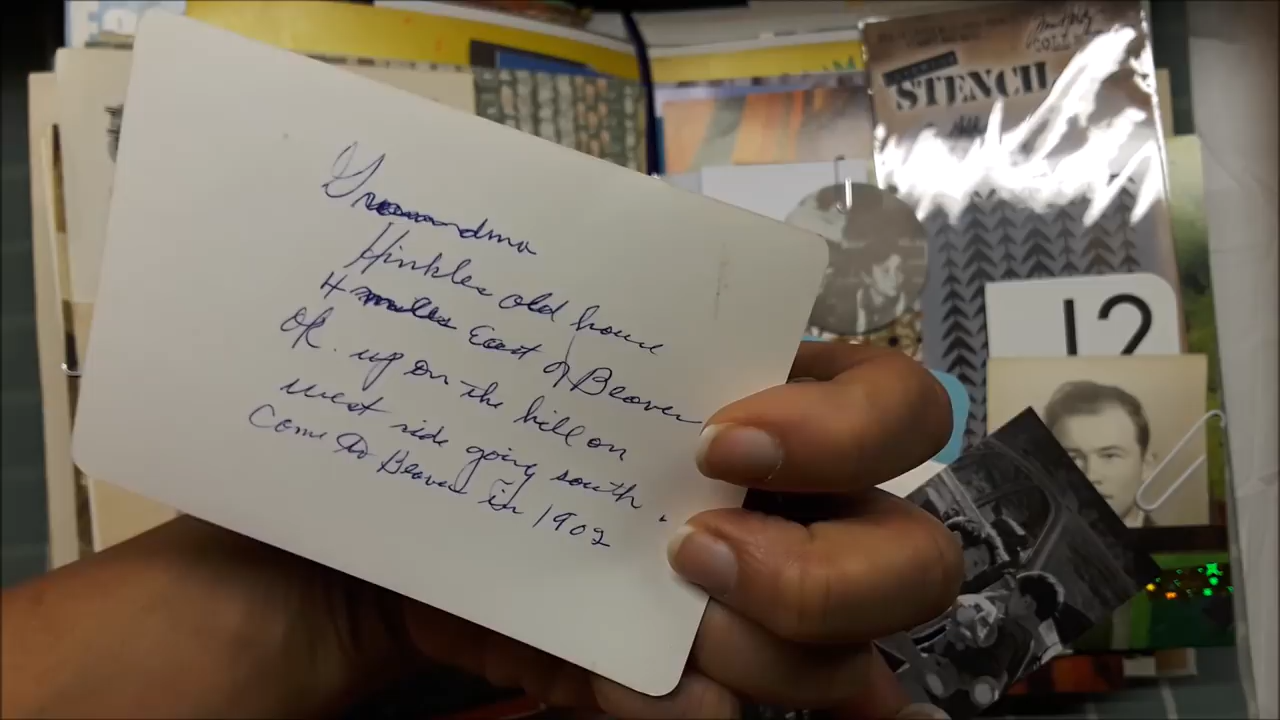 Grandma
Hinkles old house
4 miles East of Beaver
OK. up on the hill on
west side going south.
Come to Beaver in 1902
STENCI
12